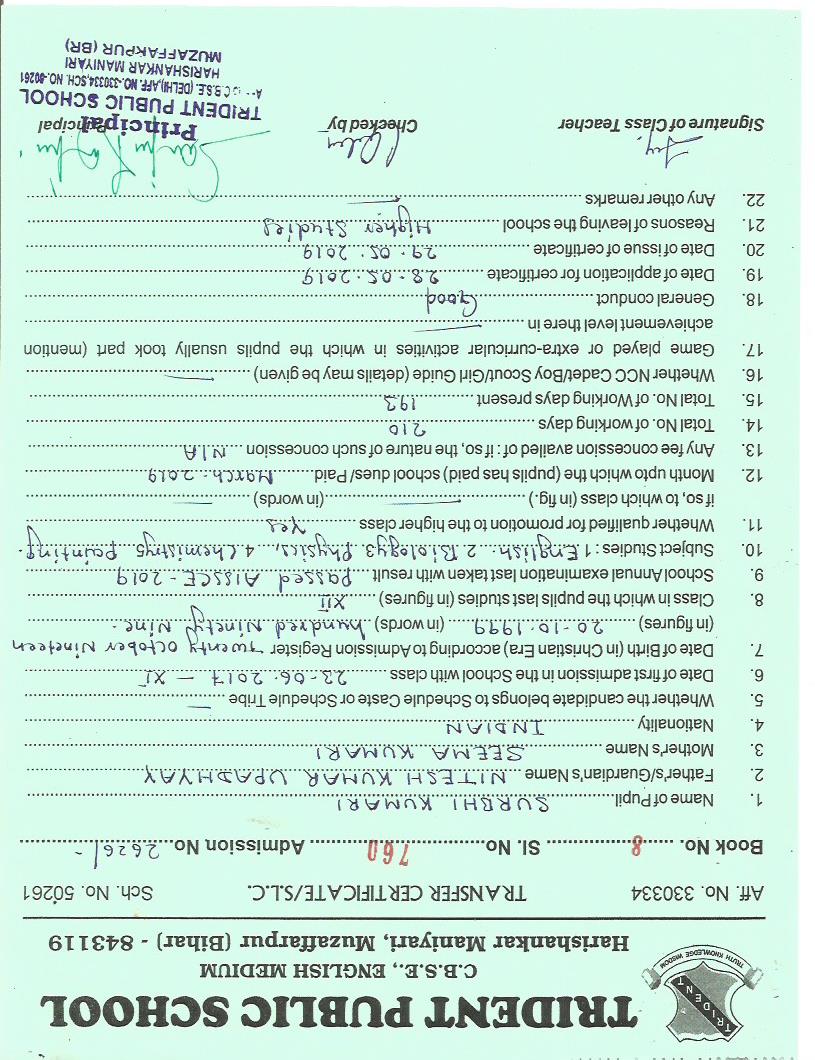 TRIDENT PUBLIC SCHOOL
C.B.S.E., ENGLISH MEDIUM
Harishankar Maniyari, Muzaffarpur (Bihar) - 843119
TRIDENT
TRUTH KNOWLEDGE WISDOM
Aff. No. 330334 TRANSFER CERTIFICATE/S.L.C. Sch. No. 50261
Book No. 8 Sl. No. 760 Admission No. 2626/-
1. Name of Pupil SURBHI KUMARI
2. Father's/Guardian's Name NITESH KUMAR UPADHYAY
3. Mother's Name SEEMA KUMARI
4. Nationality INDIAN
5. Whether the candidate belongs to Schedule Caste or Schedule Tribe —
6. Date of first admission in the School with class 23.06.2017 — XI
7. Date of Birth (in Christian Era) according to Admission Register Twenty October Nineteen
(in figures) 20-10-1999 (in words) hundred Ninety Nine.
8. Class in which the pupils last studies (in figures) XII
9. School Annual examination last taken with result Passed AISSCE-2019
10. Subject Studies : 1 English 2 Biology 3 Physics 4 Chemistry 5 Painting.
11. Whether qualified for promotion to the higher class Yes
if so, to which class (in fig.) — (in words) —
12. Month upto which the (pupils has paid) school dues/ Paid March. 2019
13. Any fee concession availed of : if so, the nature of such concession N/A
14. Total No. of working days 210
15. Total No. of Working days present 193
16. Whether NCC Cadet/Boy Scout/Girl Guide (details may be given) —
17. Game played or extra-curricular activities in which the pupils usually took part (mention
achievement level there in —
18. General conduct Good
19. Date of application for certificate 28.05.2019
20. Date of issue of certificate 29.05.2019
21. Reasons of leaving the school Higher Studies
22. Any other remarks —
Signature of Class Teacher Checked by Principal
Principal
TRIDENT PUBLIC SCHOOL
C.B.S.E. (DELHI),AFF. NO.-330334,SCH. NO.-50261
HARISHANKAR MANIYARI
MUZAFFARPUR (BR)